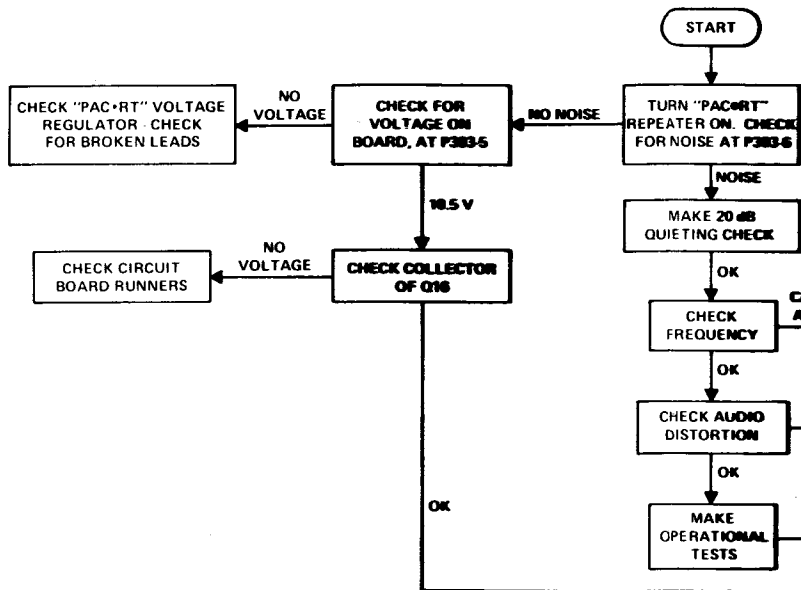 START
TURN "PAC•RT"
REPEATER ON. CHECK
FOR NOISE AT P303-6
NO NOISE
CHECK FOR
VOLTAGE ON
BOARD, AT P303-5
NO
VOLTAGE
CHECK "PAC•RT" VOLTAGE
REGULATOR - CHECK
FOR BROKEN LEADS
NOISE
MAKE 20 dB
QUIETING CHECK
10.5 V
CHECK COLLECTOR
OF Q16
NO
VOLTAGE
CHECK CIRCUIT
BOARD RUNNERS
OK
CHECK
FREQUENCY
OK
CHECK AUDIO
DISTORTION
OK
MAKE
OPERATIONAL
TESTS
OK